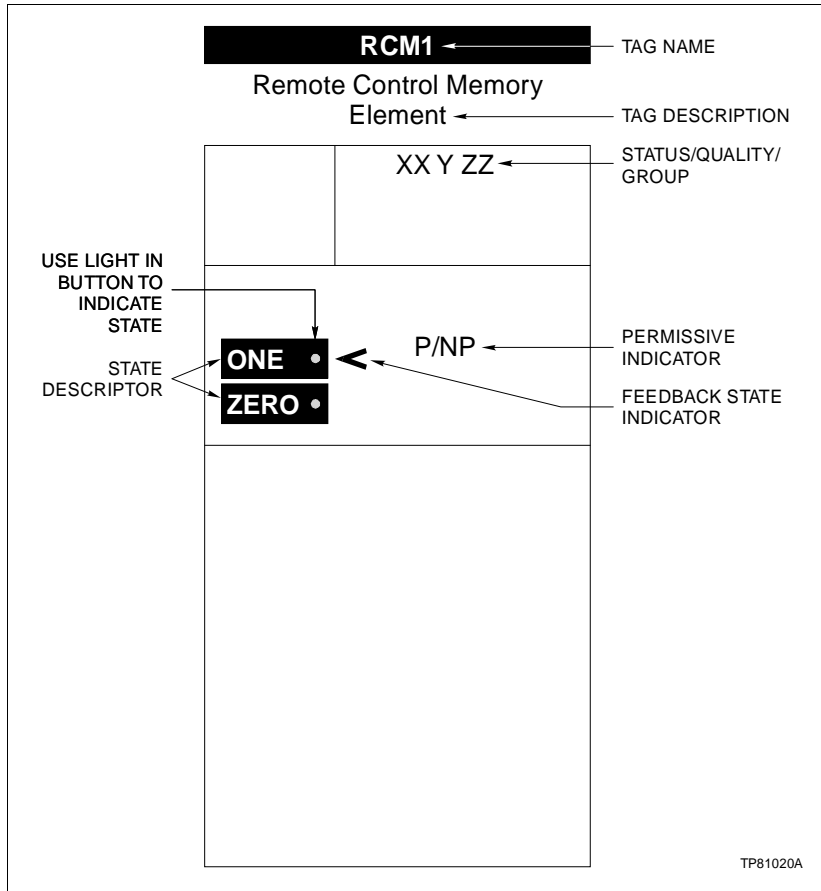 RCM1
TAG NAME
Remote Control Memory
Element
TAG DESCRIPTION
XX Y ZZ
STATUS/QUALITY/
GROUP
USE LIGHT IN
BUTTON TO
INDICATE
STATE
STATE
DESCRIPTOR
ONE
<
ZERO
P/NP
PERMISSIVE
INDICATOR
FEEDBACK STATE
INDICATOR
TP81020A